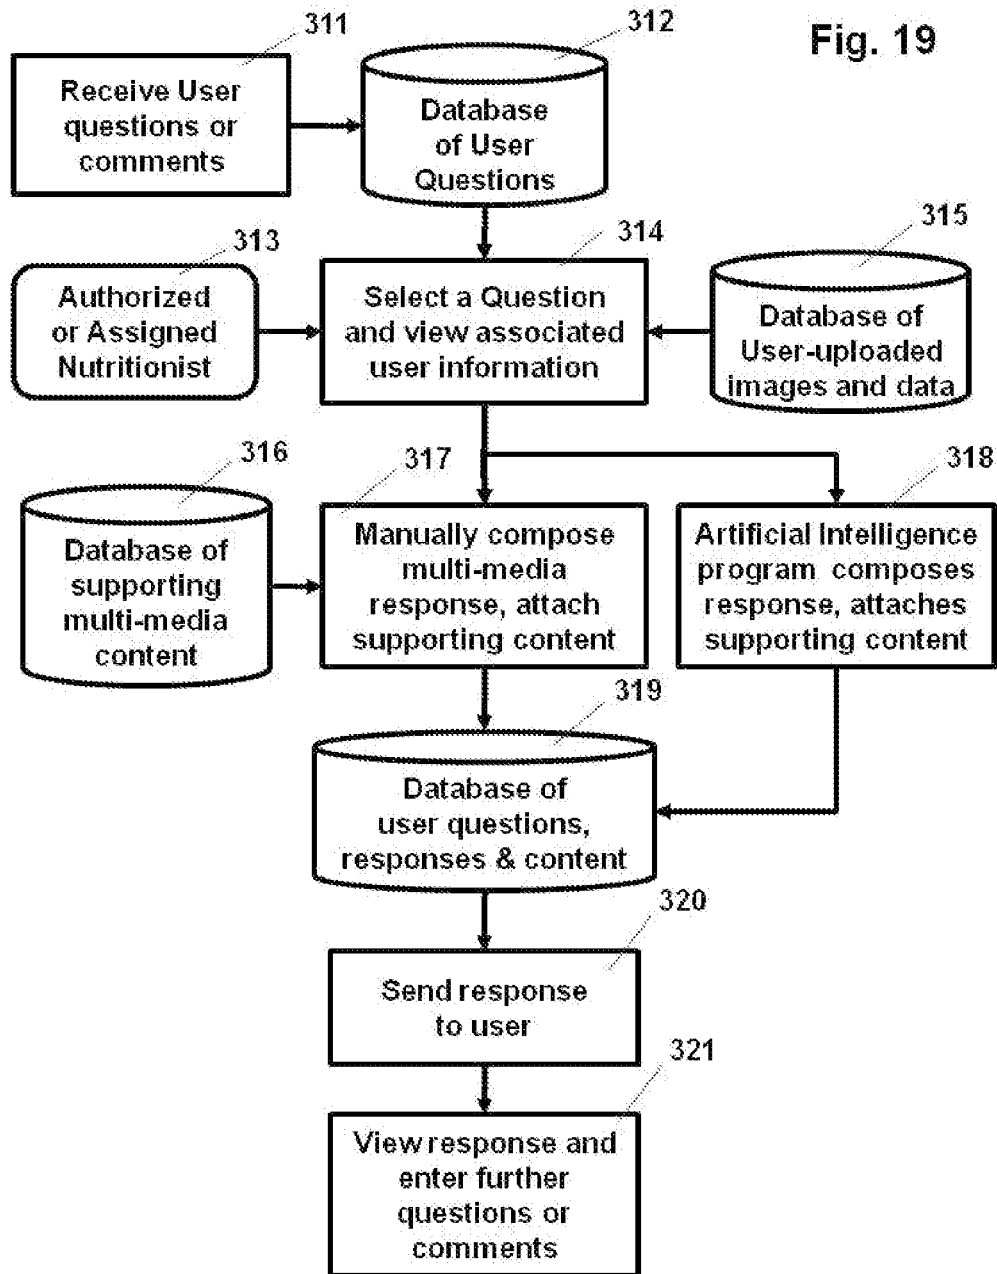 311
312
Fig. 19
Receive User
questions or
comments
Database
of User
Questions
313
314
315
Authorized
or Assigned
Nutritionist
Select a Question
and view associated
user information
Database of
User-uploaded
images and data
316
317
318
Database of
supporting
multi-media
content
Manually compose
multi-media
response, attach
supporting content
Artificial Intelligence
program composes
response, attaches
supporting content
319
Database of
user questions,
responses & content
320
Send response
to user
321
View response and
enter further
questions or
comments